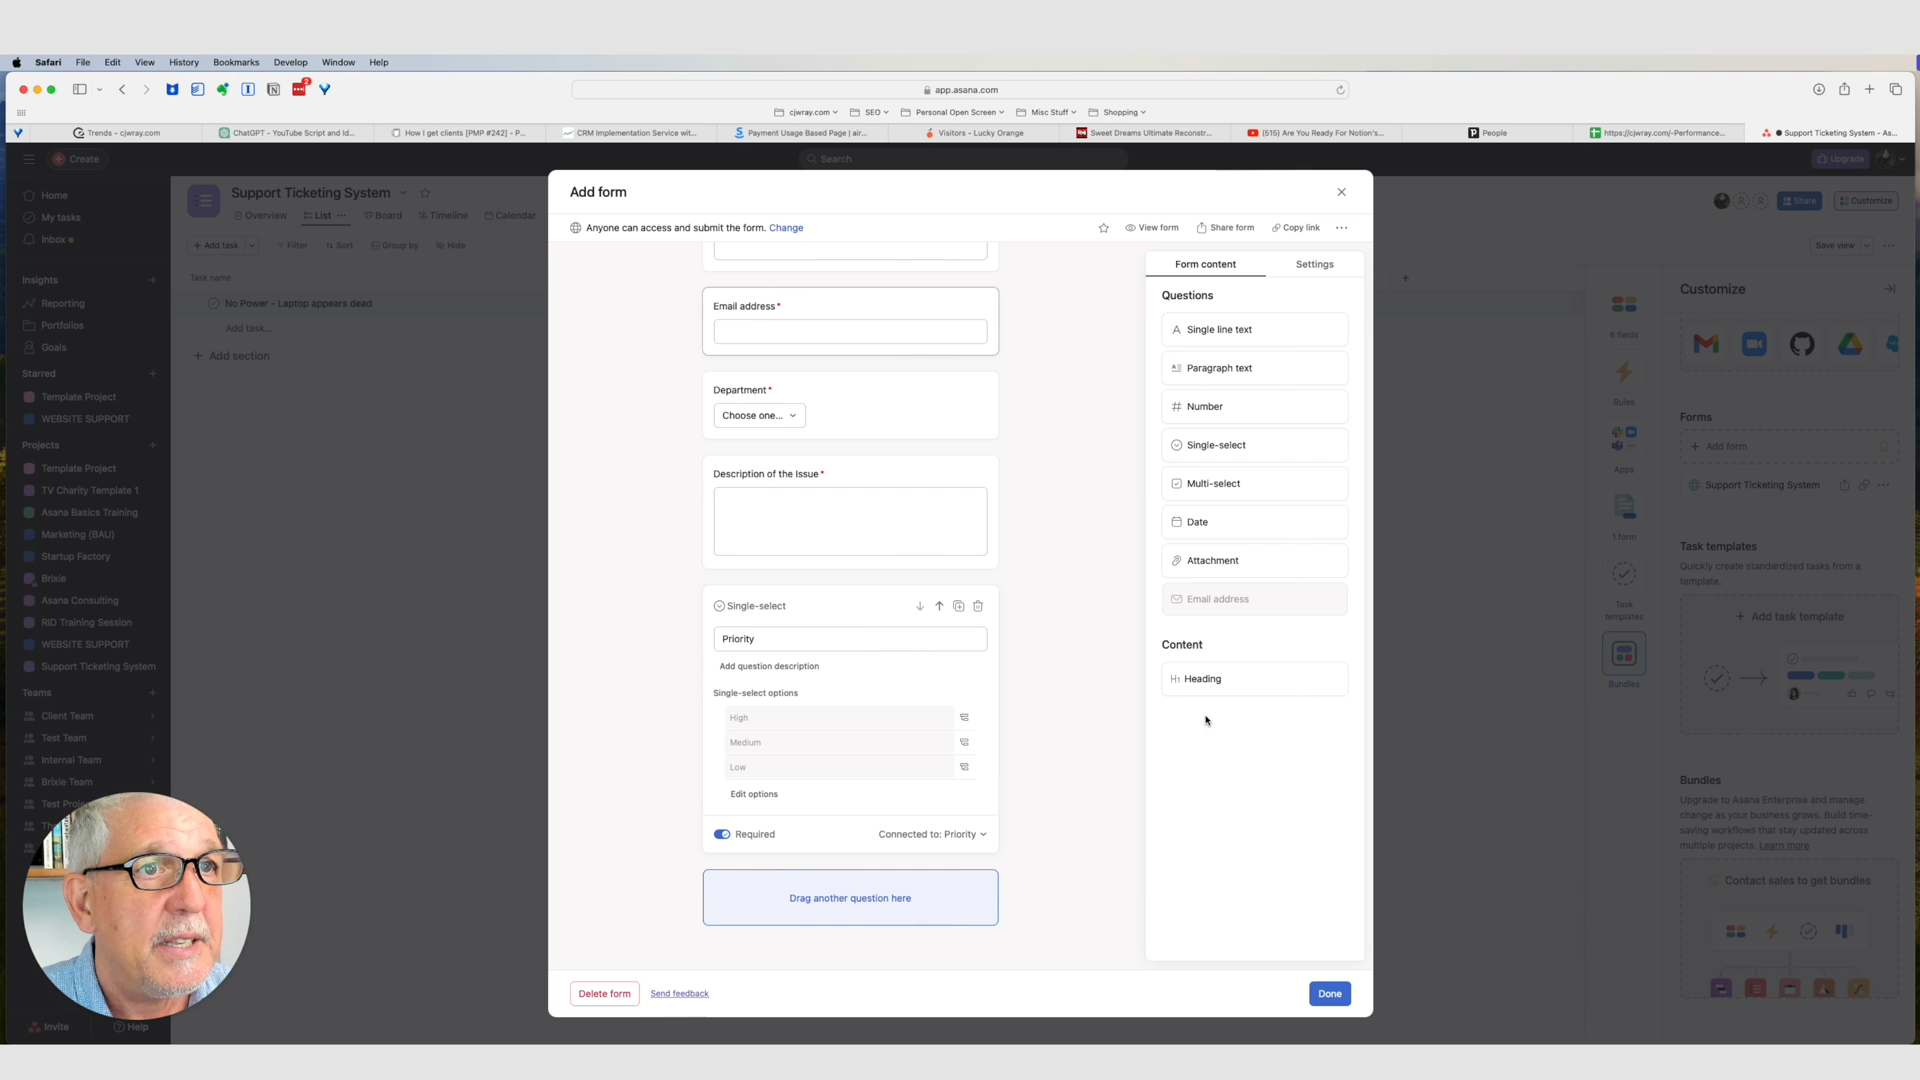 Safari File Edit View History Bookmarks Develop Window Help
2
app.asana.com
cjwray.com SEO Personal Open Screen Misc Stuff Shopping
Trends - cjwray.com ChatGPT - YouTube Script and Id... How I get clients [PMP #242] - P... CRM Implementation Service wit... Payment Usage Based Page | air... Visitors - Lucky Orange Sweet Dreams Ultimate Reconstr... (515) Are You Ready For Notion's... People https://cjwray.com/-Performance... Support Ticketing System - As...
Create
Search
Upgrade
Home
My tasks
Inbox
Insights
Reporting
Portfolios
Goals
Starred
Template Project
WEBSITE SUPPORT
Projects
Template Project
TV Charity Template 1
Asana Basics Training
Marketing (BAU)
Startup Factory
Brixie
Asana Consulting
RID Training Session
WEBSITE SUPPORT
Support Ticketing System
Teams
Client Team
Test Team
Internal Team
Brixie Team
Invite Help
Support Ticketing System
Overview List Board Timeline Calendar
Share Customize
+ Add task Filter Sort Group by Hide
Save view
Task name
No Power - Laptop appears dead
Add task...
+ Add section
Add form
Anyone can access and submit the form. Change
View form Share form Copy link
Email address*
Department*
Choose one...
Description of the Issue*
Single-select
Priority
Add question description
Single-select options
High
Medium
Low
Edit options
Required Connected to: Priority
Drag another question here
Delete form Send feedback Done
Form content Settings
Questions
Single line text
Paragraph text
Number
Single-select
Multi-select
Date
Attachment
Email address
Content
H1 Heading
6 fields
Rules
Apps
1 form
Task
templates
Bundles
Customize
Forms
+ Add form
Support Ticketing System
Task templates
Quickly create standardized tasks from a
template.
+ Add task template
Bundles
Upgrade to Asana Enterprise and manage
change as your business grows. Build time-
saving workflows that stay updated across
multiple projects. Learn more
Contact sales to get bundles